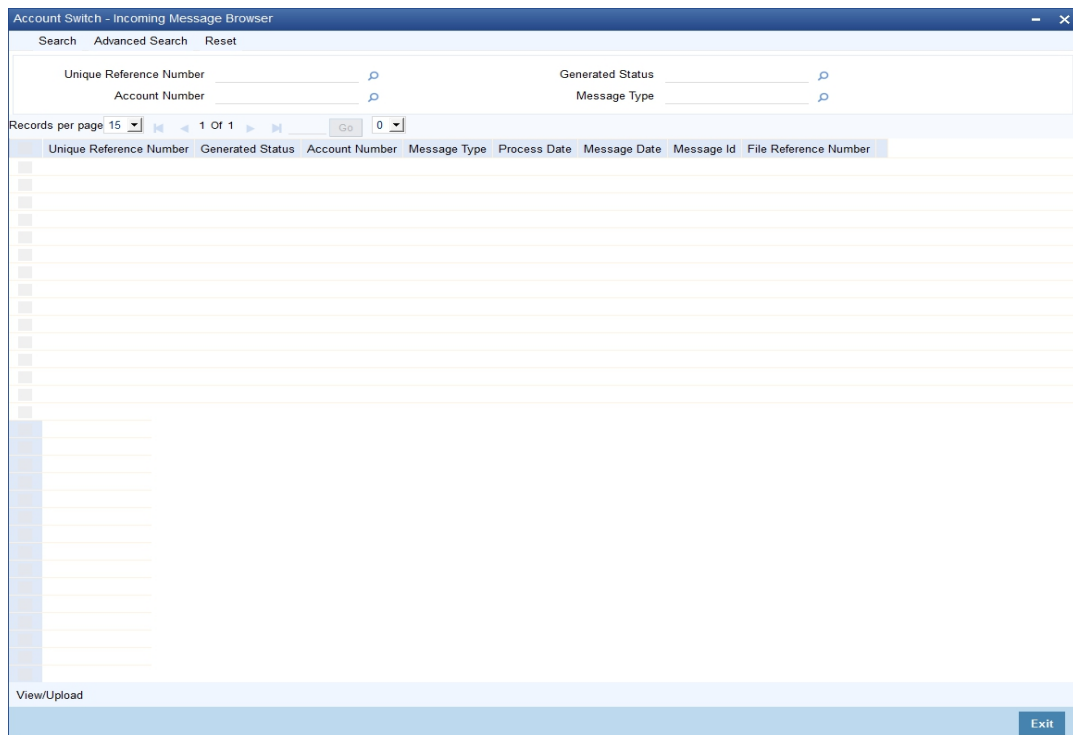 Account Switch - Incoming Message Browser
Search Advanced Search Reset
Unique Reference Number Generated Status
Account Number Message Type
Records per page 15 1 Of 1 Go 0
Unique Reference Number Generated Status Account Number Message Type Process Date Message Date Message Id File Reference Number
View/Upload
Exit